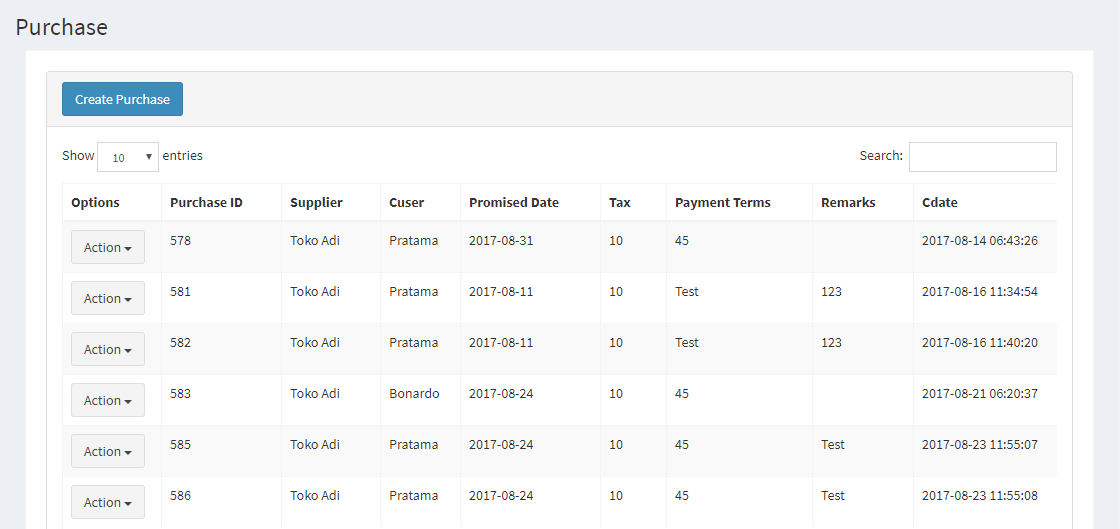 Purchase
Create Purchase
Show 10 entries Search:
Options Purchase ID Supplier Cuser Promised Date Tax Payment Terms Remarks Cdate
Action 578 Toko Adi Pratama 2017-08-31 10 45 2017-08-14 06:43:26
Action 581 Toko Adi Pratama 2017-08-11 10 Test 123 2017-08-16 11:34:54
Action 582 Toko Adi Pratama 2017-08-11 10 Test 123 2017-08-16 11:40:20
Action 583 Toko Adi Bonardo 2017-08-24 10 45 2017-08-21 06:20:37
Action 585 Toko Adi Pratama 2017-08-24 10 45 Test 2017-08-23 11:55:07
Action 586 Toko Adi Pratama 2017-08-24 10 45 Test 2017-08-23 11:55:08